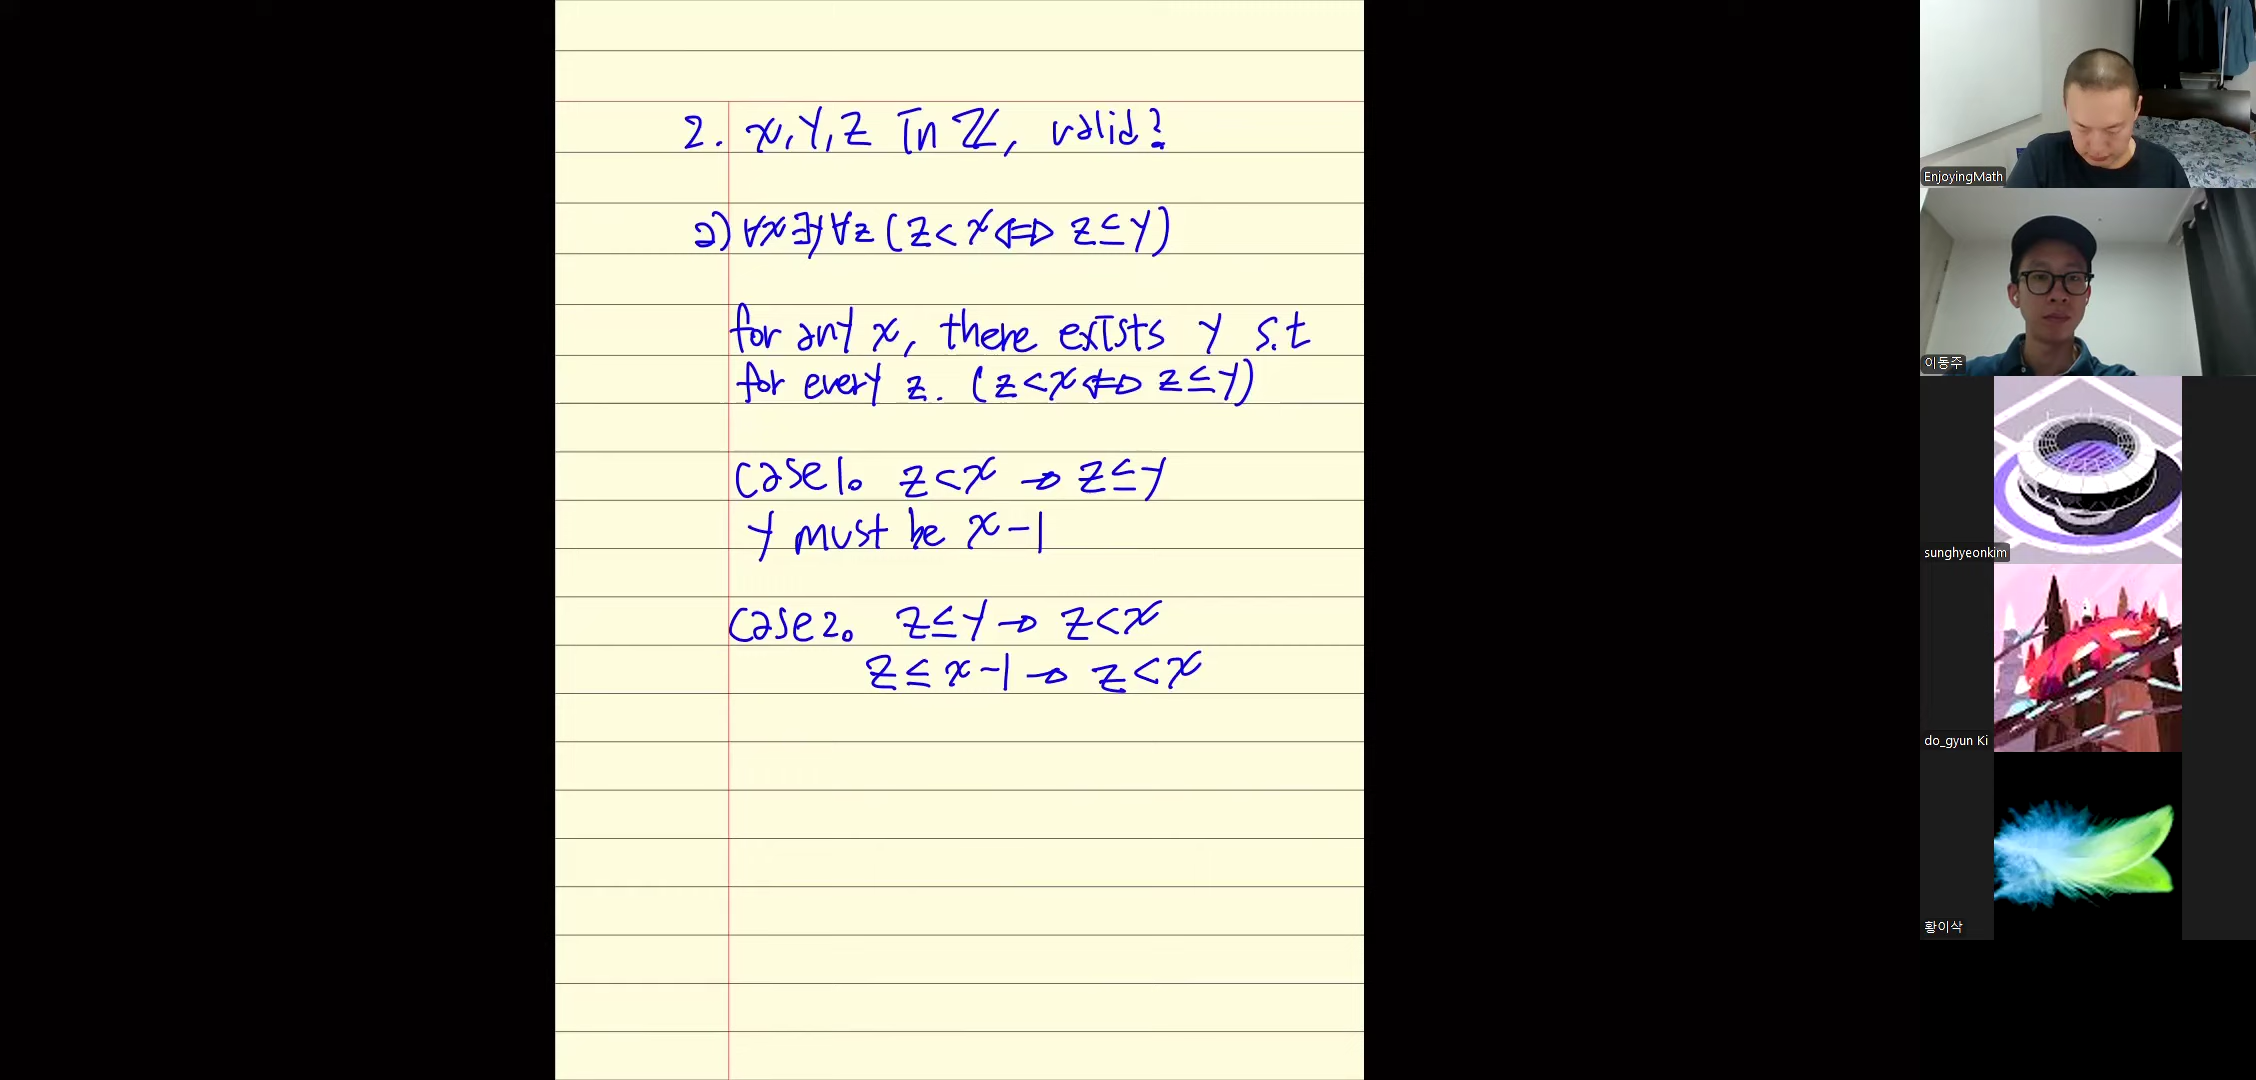 2. x, y, z in ℤ, valid?
a) ∀x∃y∀z (z < x ⇔ z ≤ y)
for any x, there exists y s.t
for every z. (z < x ⇔ z ≤ y)
case1. z < x → z ≤ y
y must be x - 1
case2. z ≤ y → z < x
z ≤ x - 1 → z < x
EnjoyingMath
이동주
sunghyeonkim
do_gyun Ki
황이삭